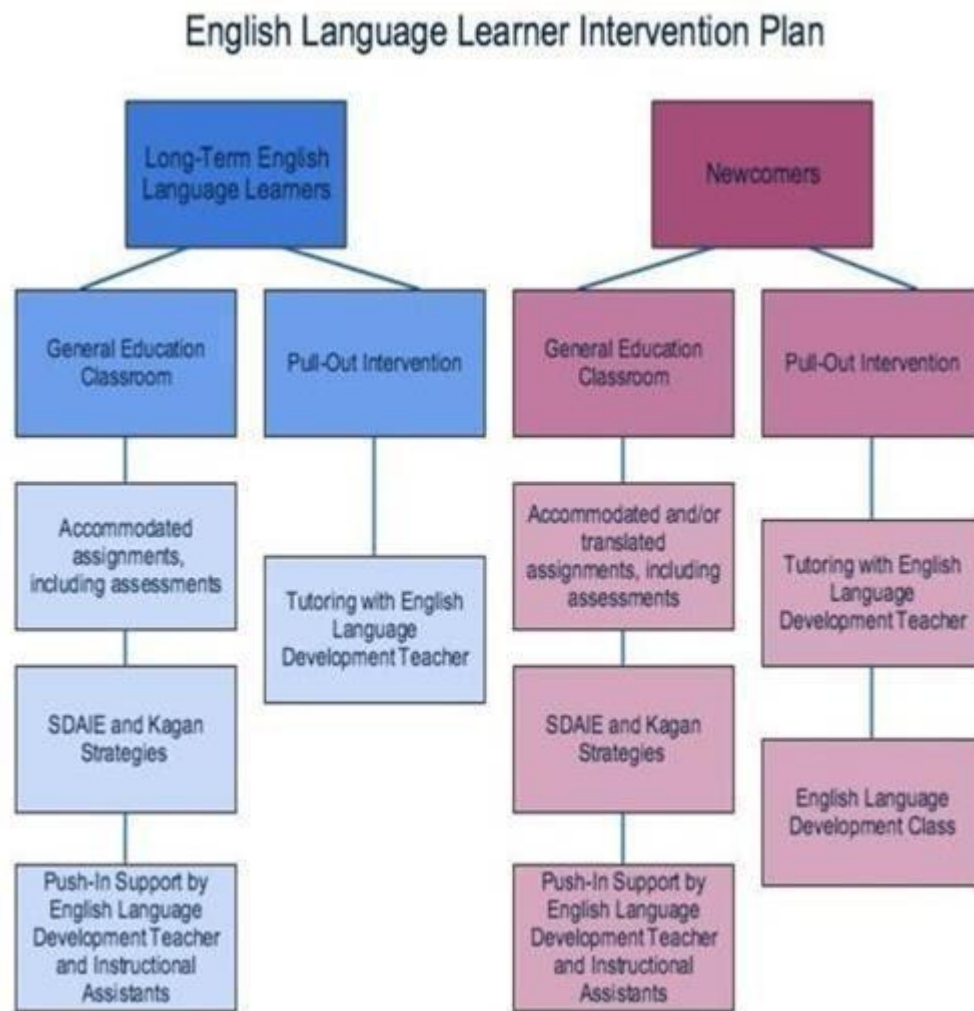 English Language Learner Intervention Plan
Long-Term English
Language Learners
Newcomers
General Education
Classroom
Pull-Out Intervention
General Education
Classroom
Pull-Out Intervention
Accommodated
assignments,
including assessments
Tutoring with English
Language
Development Teacher
Accommodated and/or
translated
assignments, including
assessments
Tutoring with English
Language
Development Teacher
SDAIE and Kagan
Strategies
SDAIE and Kagan
Strategies
English Language
Development Class
Push-In Support by
English Language
Development Teacher
and Instructional
Assistants
Push-In Support by
English Language
Development Teacher
and Instructional
Assistants